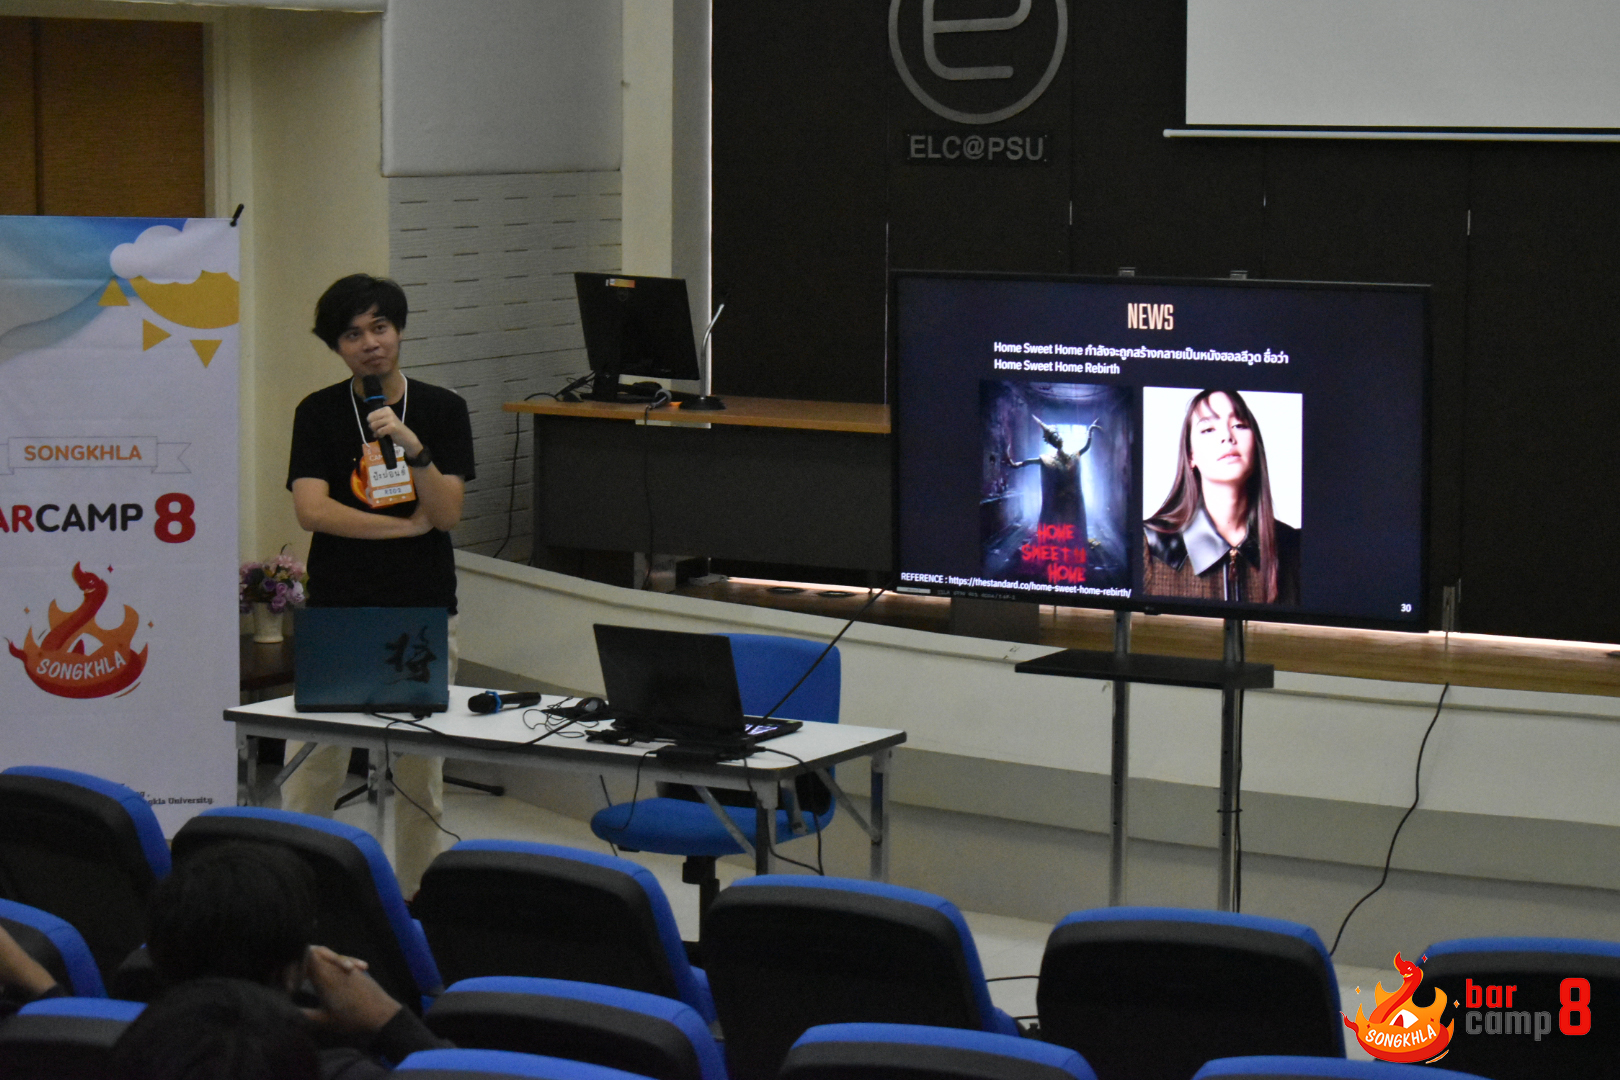 ELC@PSU
SONGKHLA
ARCAMP 8
SONGKHLA
NEWS
Home Sweet Home กำลังจะถูกสร้างกลายเป็นหนังฮอลลีวูด ชื่อว่า
Home Sweet Home Rebirth
HOME
SWEET
HOME
REFERENCE : https://thestandard.co/home-sweet-home-rebirth/
30
SONGKHLA
bar
camp 8